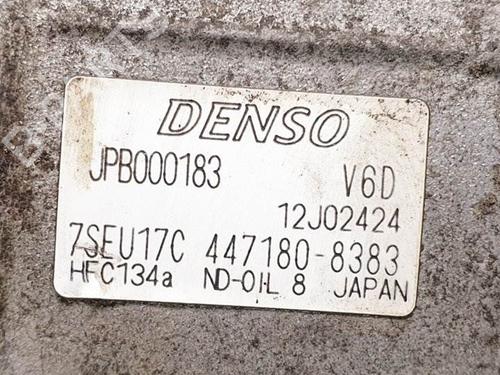 DENSO
JPB000183 V6D
12J02424
7SEU17C 447180-8383
HFC134a ND-OIL 8 JAPAN